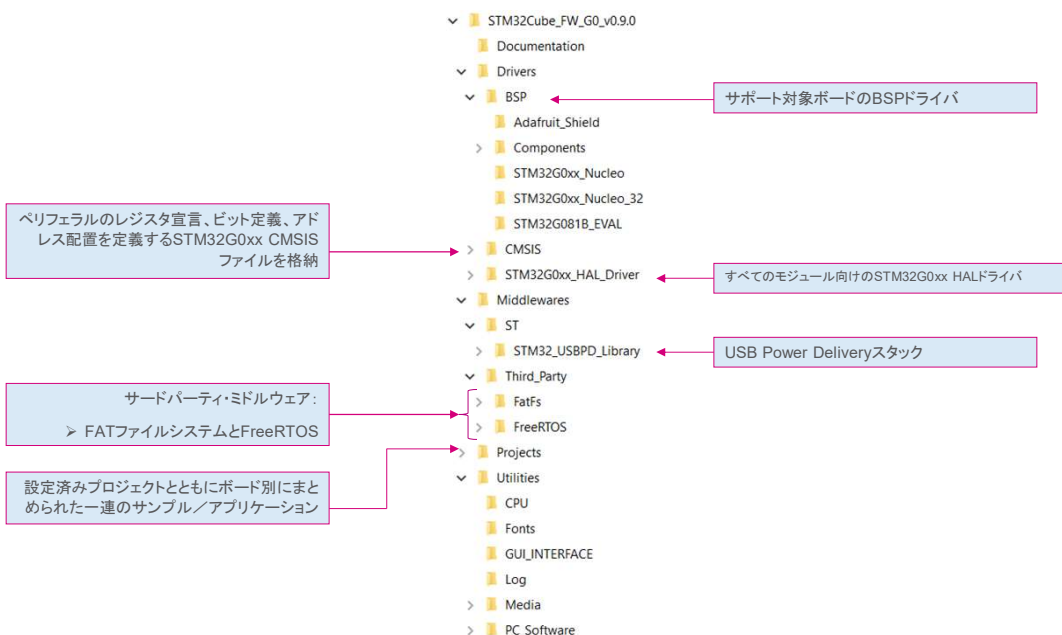 STM32Cube_FW_G0_v0.9.0
Documentation
Drivers
BSP
サポート対象ボードのBSPドライバ
Adafruit_Shield
Components
STM32G0xx_Nucleo
STM32G0xx_Nucleo_32
STM32G081B_EVAL
ペリフェラルのレジスタ宣言、ビット定義、アド
レス配置を定義するSTM32G0xx CMSIS
ファイルを格納
CMSIS
STM32G0xx_HAL_Driver
すべてのモジュール向けのSTM32G0xx HALドライバ
Middlewares
ST
STM32_USBPD_Library
USB Power Deliveryスタック
Third_Party
サードパーティ・ミドルウェア:
➢ FATファイルシステムとFreeRTOS
FatFs
FreeRTOS
Projects
設定済みプロジェクトとともにボード別にまと
められた一連のサンプル／アプリケーション
Utilities
CPU
Fonts
GUI_INTERFACE
Log
Media
PC_Software